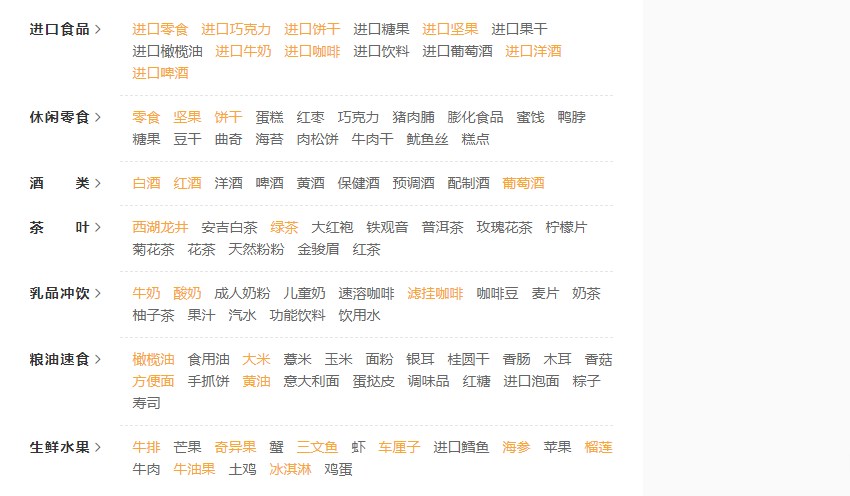 进口食品 > 进口零食 进口巧克力 进口饼干 进口糖果 进口坚果 进口果干
进口橄榄油 进口牛奶 进口咖啡 进口饮料 进口葡萄酒 进口洋酒
进口啤酒
休闲零食 > 零食 坚果 饼干 蛋糕 红枣 巧克力 猪肉脯 膨化食品 蜜饯 鸭脖
糖果 豆干 曲奇 海苔 肉松饼 牛肉干 鱿鱼丝 糕点
酒 类 > 白酒 红酒 洋酒 啤酒 黄酒 保健酒 预调酒 配制酒 葡萄酒
茶 叶 > 西湖龙井 安吉白茶 绿茶 大红袍 铁观音 普洱茶 玫瑰花茶 柠檬片
菊花茶 花茶 天然粉粉 金骏眉 红茶
乳品冲饮 > 牛奶 酸奶 成人奶粉 儿童奶 速溶咖啡 滤挂咖啡 咖啡豆 麦片 奶茶
柚子茶 果汁 汽水 功能饮料 饮用水
粮油速食 > 橄榄油 食用油 大米 薏米 玉米 面粉 银耳 桂圆干 香肠 木耳 香菇
方便面 手抓饼 黄油 意大利面 蛋挞皮 调味品 红糖 进口泡面 粽子
寿司
生鲜水果 > 牛排 芒果 奇异果 蟹 三文鱼 虾 车厘子 进口鳕鱼 海参 苹果 榴莲
牛肉 牛油果 土鸡 冰淇淋 鸡蛋